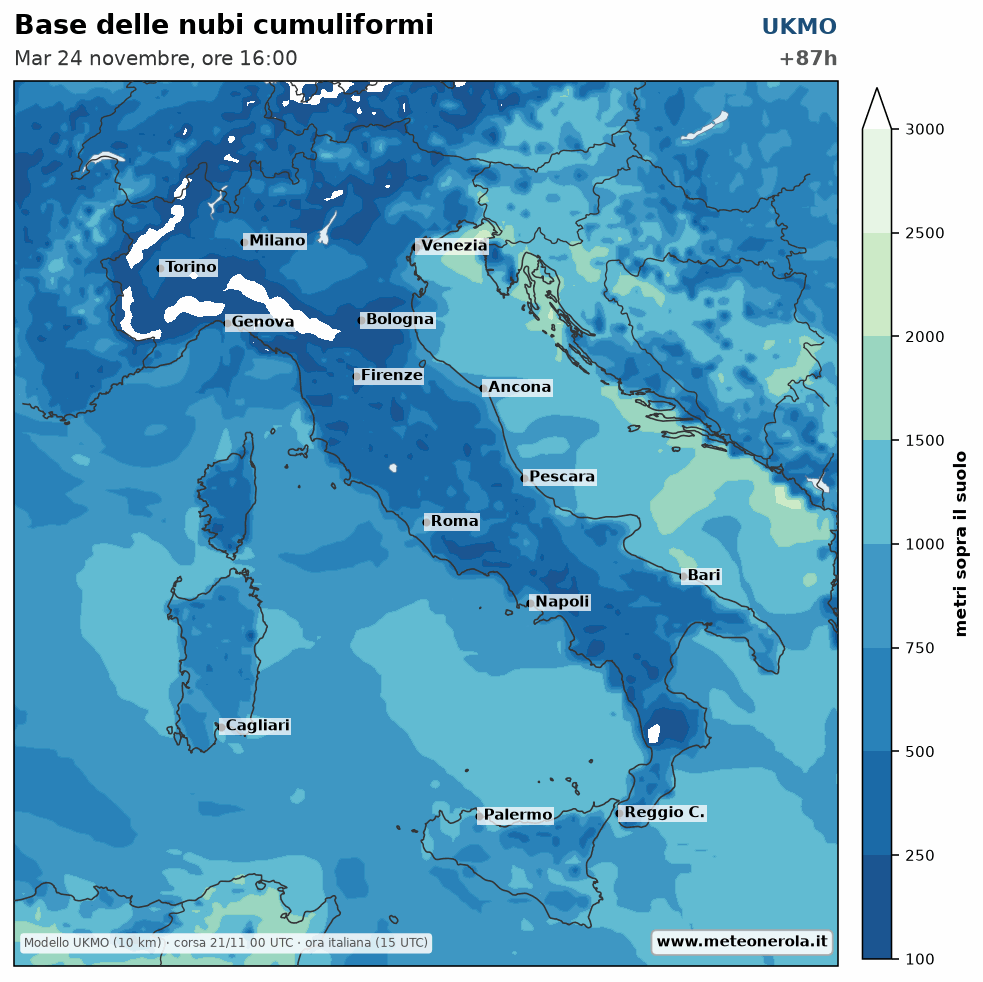 Base delle nubi cumuliformi
UKMO
Mar 24 novembre, ore 16:00
+87h
Milano
Venezia
Torino
Genova
Bologna
Firenze
Ancona
Pescara
Roma
Bari
Napoli
Cagliari
Palermo
Reggio C.
3000
2500
2000
1500
1000
750
500
250
100
metri sopra il suolo
Modello UKMO (10 km) · corsa 21/11 00 UTC · ora italiana (15 UTC)
www.meteonerola.it